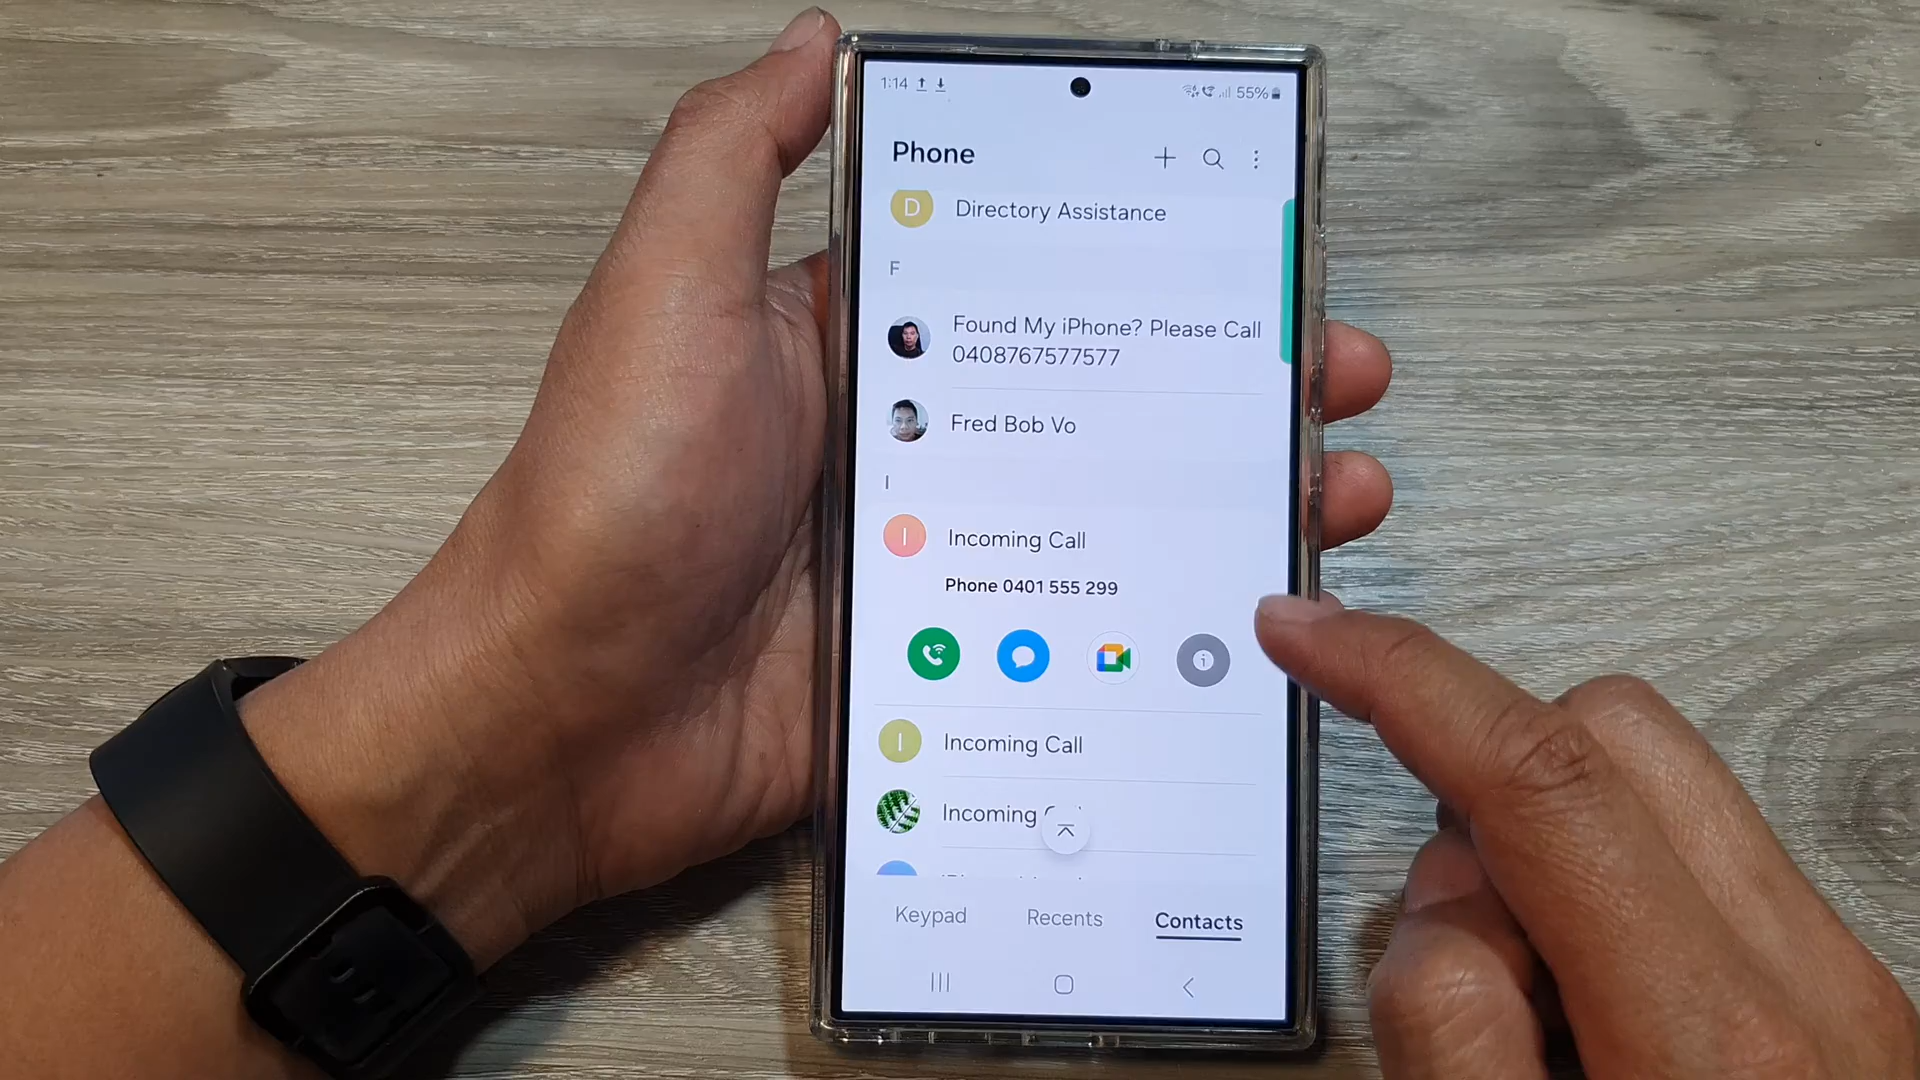 1:14
55%
Phone
D
Directory Assistance
F
Found My iPhone? Please Call
0408767577577
Fred Bob Vo
I
I
Incoming Call
Phone 0401 555 299
I
Incoming Call
Incoming
Keypad
Recents
Contacts